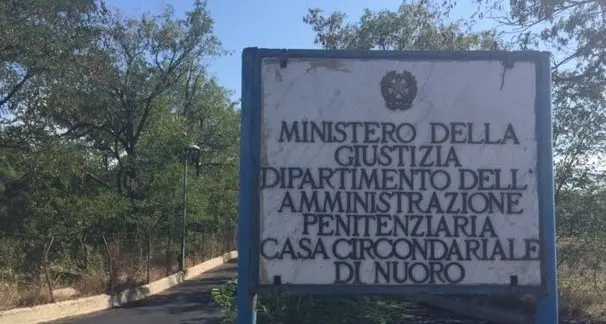 MINISTERO DELLA
GIUSTIZIA
DIPARTIMENTO DELL
AMMINISTRAZIONE
PENITENZIARIA
CASA CIRCONDARIALE
DI NUORO